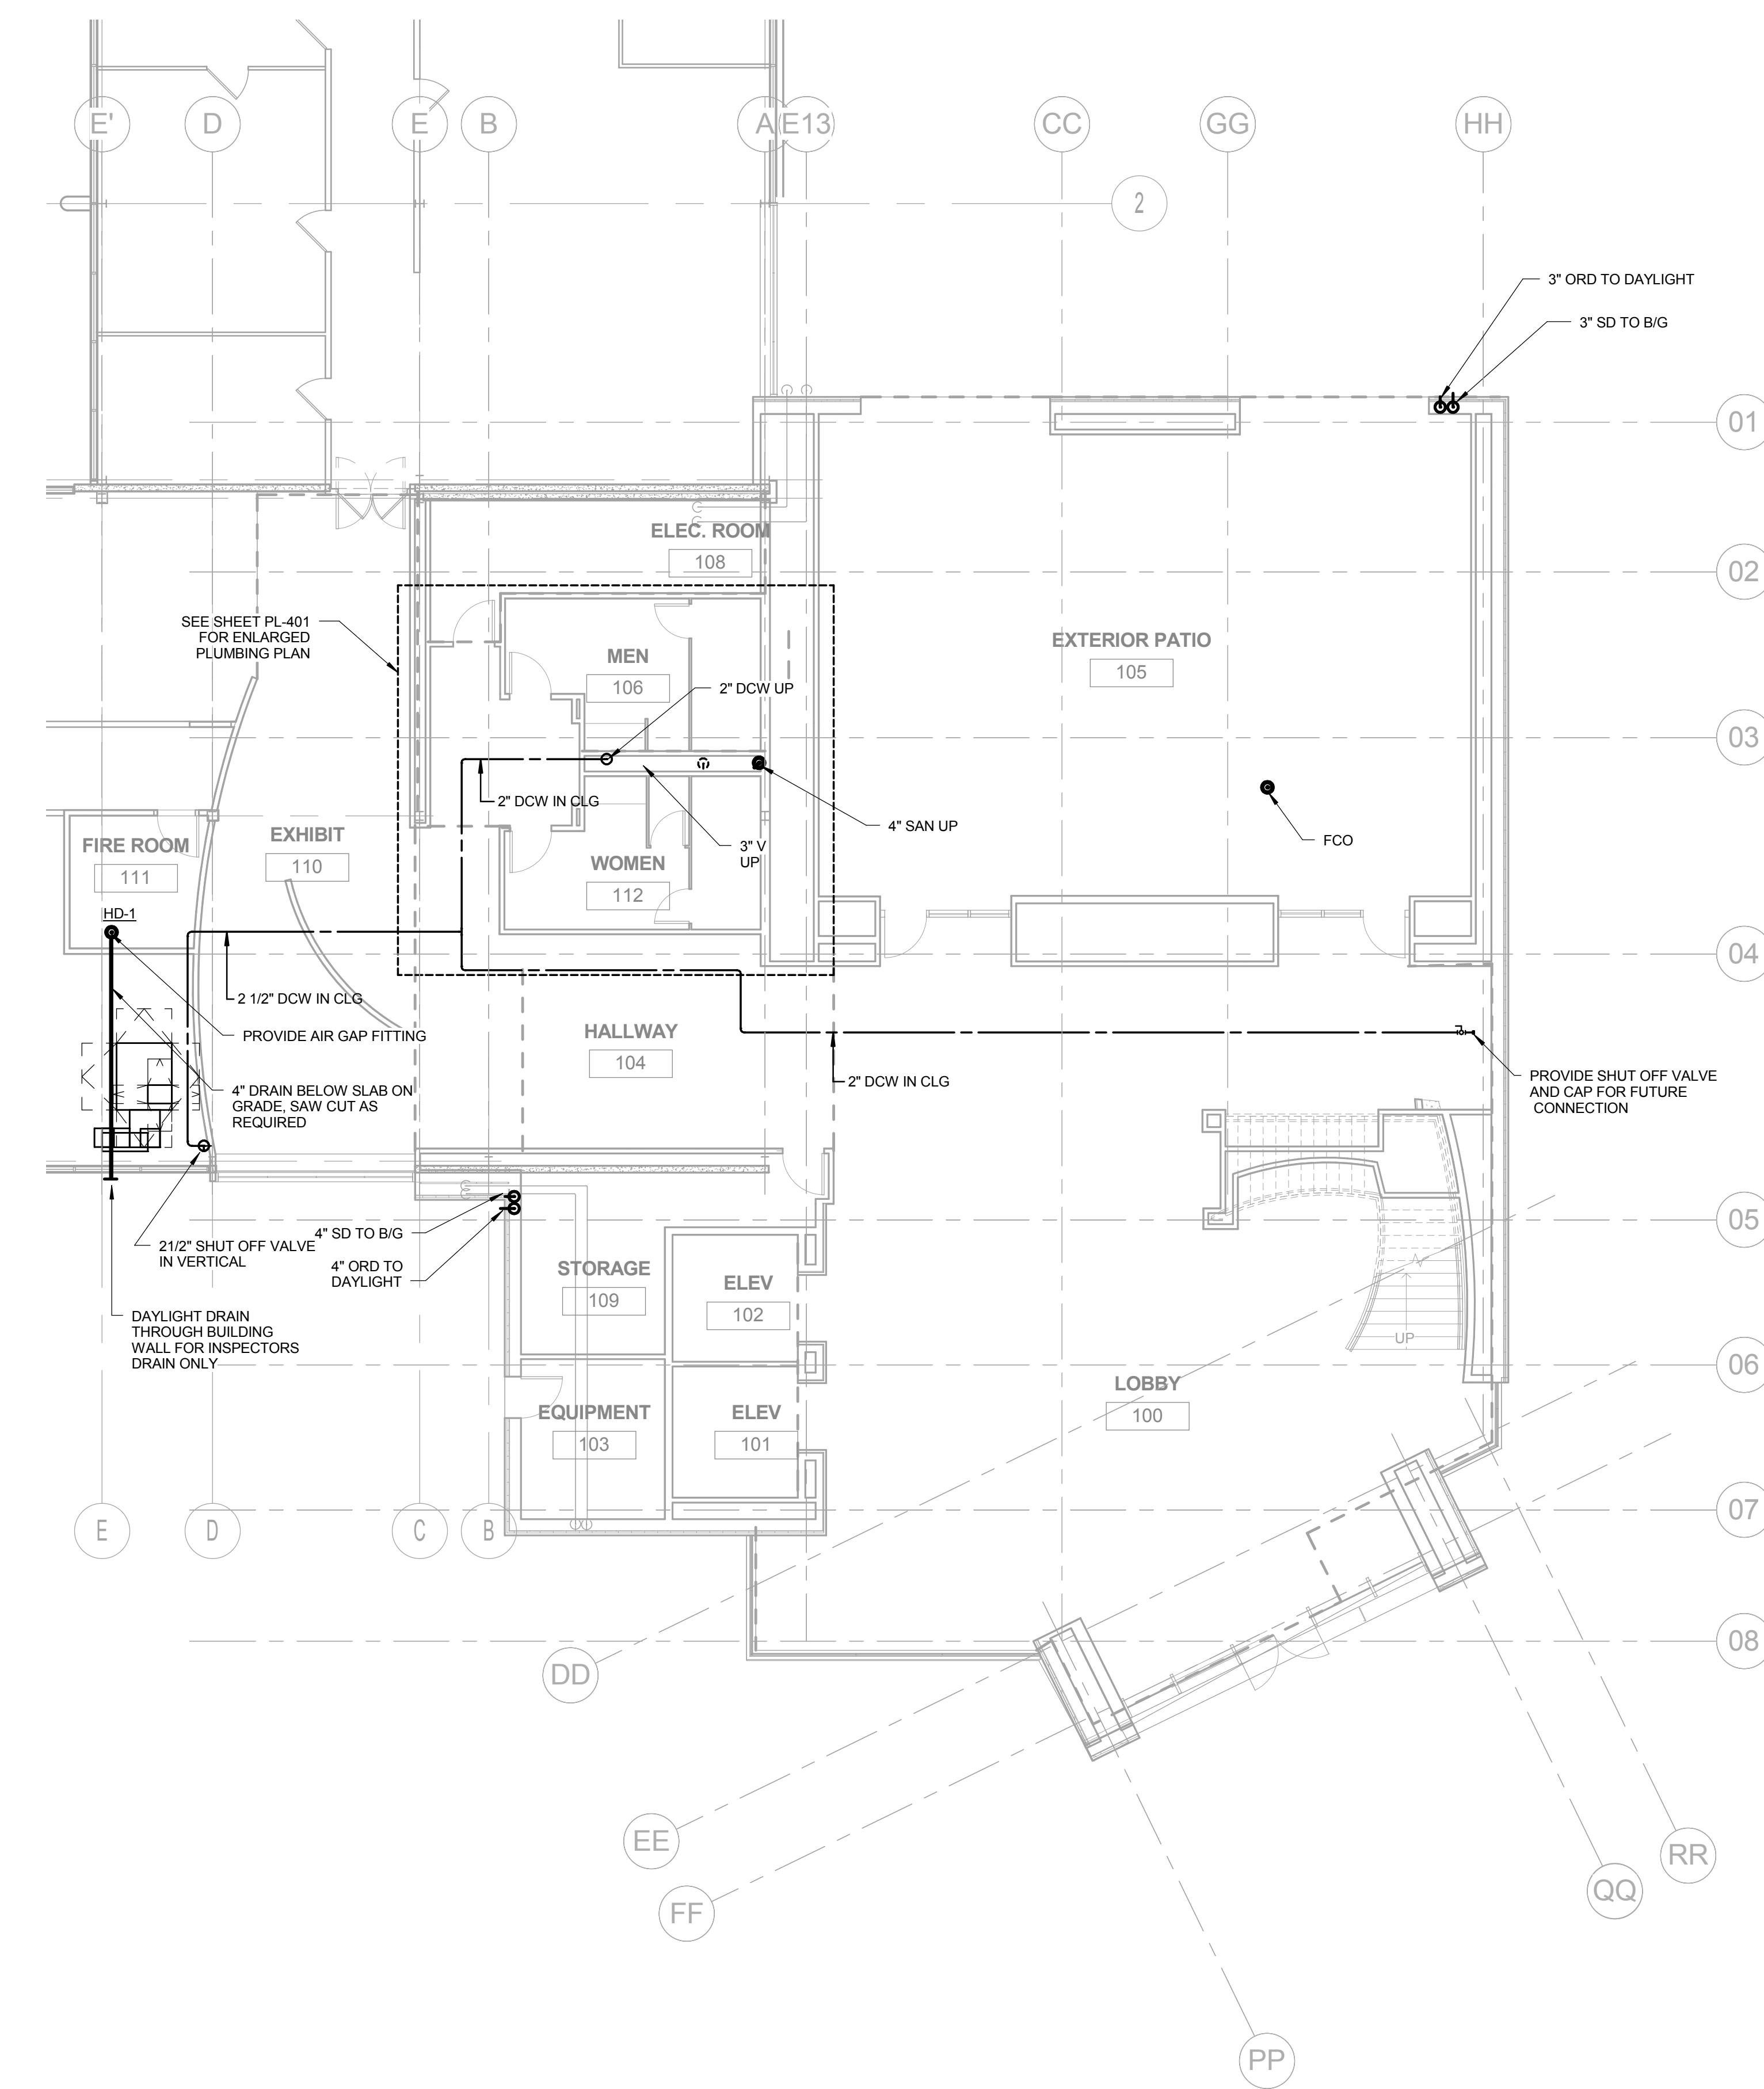 E'
D
E
B
A
E13
CC
GG
HH
2
3" ORD TO DAYLIGHT
3" SD TO B/G
01
ELEC. ROOM
108
02
SEE SHEET PL-401
FOR ENLARGED
PLUMBING PLAN
MEN
106
2" DCW UP
EXTERIOR PATIO
105
03
2" DCW IN CLG
4" SAN UP
FCO
3" V
UP
FIRE ROOM
111
EXHIBIT
110
WOMEN
112
HD-1
04
2 1/2" DCW IN CLG
PROVIDE AIR GAP FITTING
HALLWAY
104
2" DCW IN CLG
4" DRAIN BELOW SLAB ON
GRADE, SAW CUT AS
REQUIRED
PROVIDE SHUT OFF VALVE
AND CAP FOR FUTURE
CONNECTION
05
4" SD TO B/G
21/2" SHUT OFF VALVE
IN VERTICAL
4" ORD TO
DAYLIGHT
STORAGE
109
ELEV
102
UP
DAYLIGHT DRAIN
THROUGH BUILDING
WALL FOR INSPECTORS
DRAIN ONLY
06
LOBBY
100
EQUIPMENT
103
ELEV
101
07
E
D
C
B
08
DD
EE
FF
RR
QQ
PP